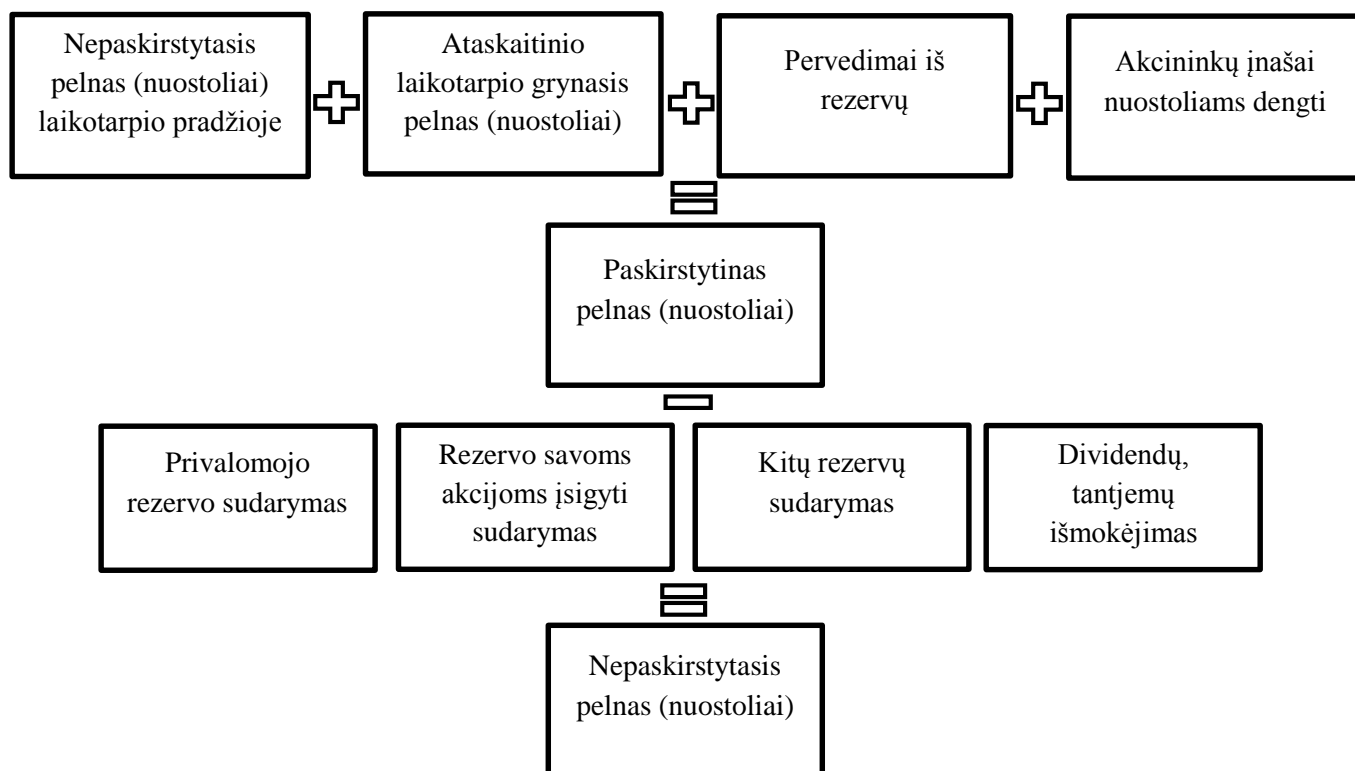 Nepaskirstytasis
pelnas (nuostoliai)
laikotarpio pradžioje
Ataskaitinio
laikotarpio grynasis
pelnas (nuostoliai)
Pervedimai iš
rezervų
Akcininkų įnašai
nuostoliams dengti
Paskirstytinas
pelnas (nuostoliai)
Privalomojo
rezervo sudarymas
Rezervo savoms
akcijoms įsigyti
sudarymas
Kitų rezervų
sudarymas
Dividendų,
tantjemų
išmokėjimas
Nepaskirstytasis
pelnas (nuostoliai)